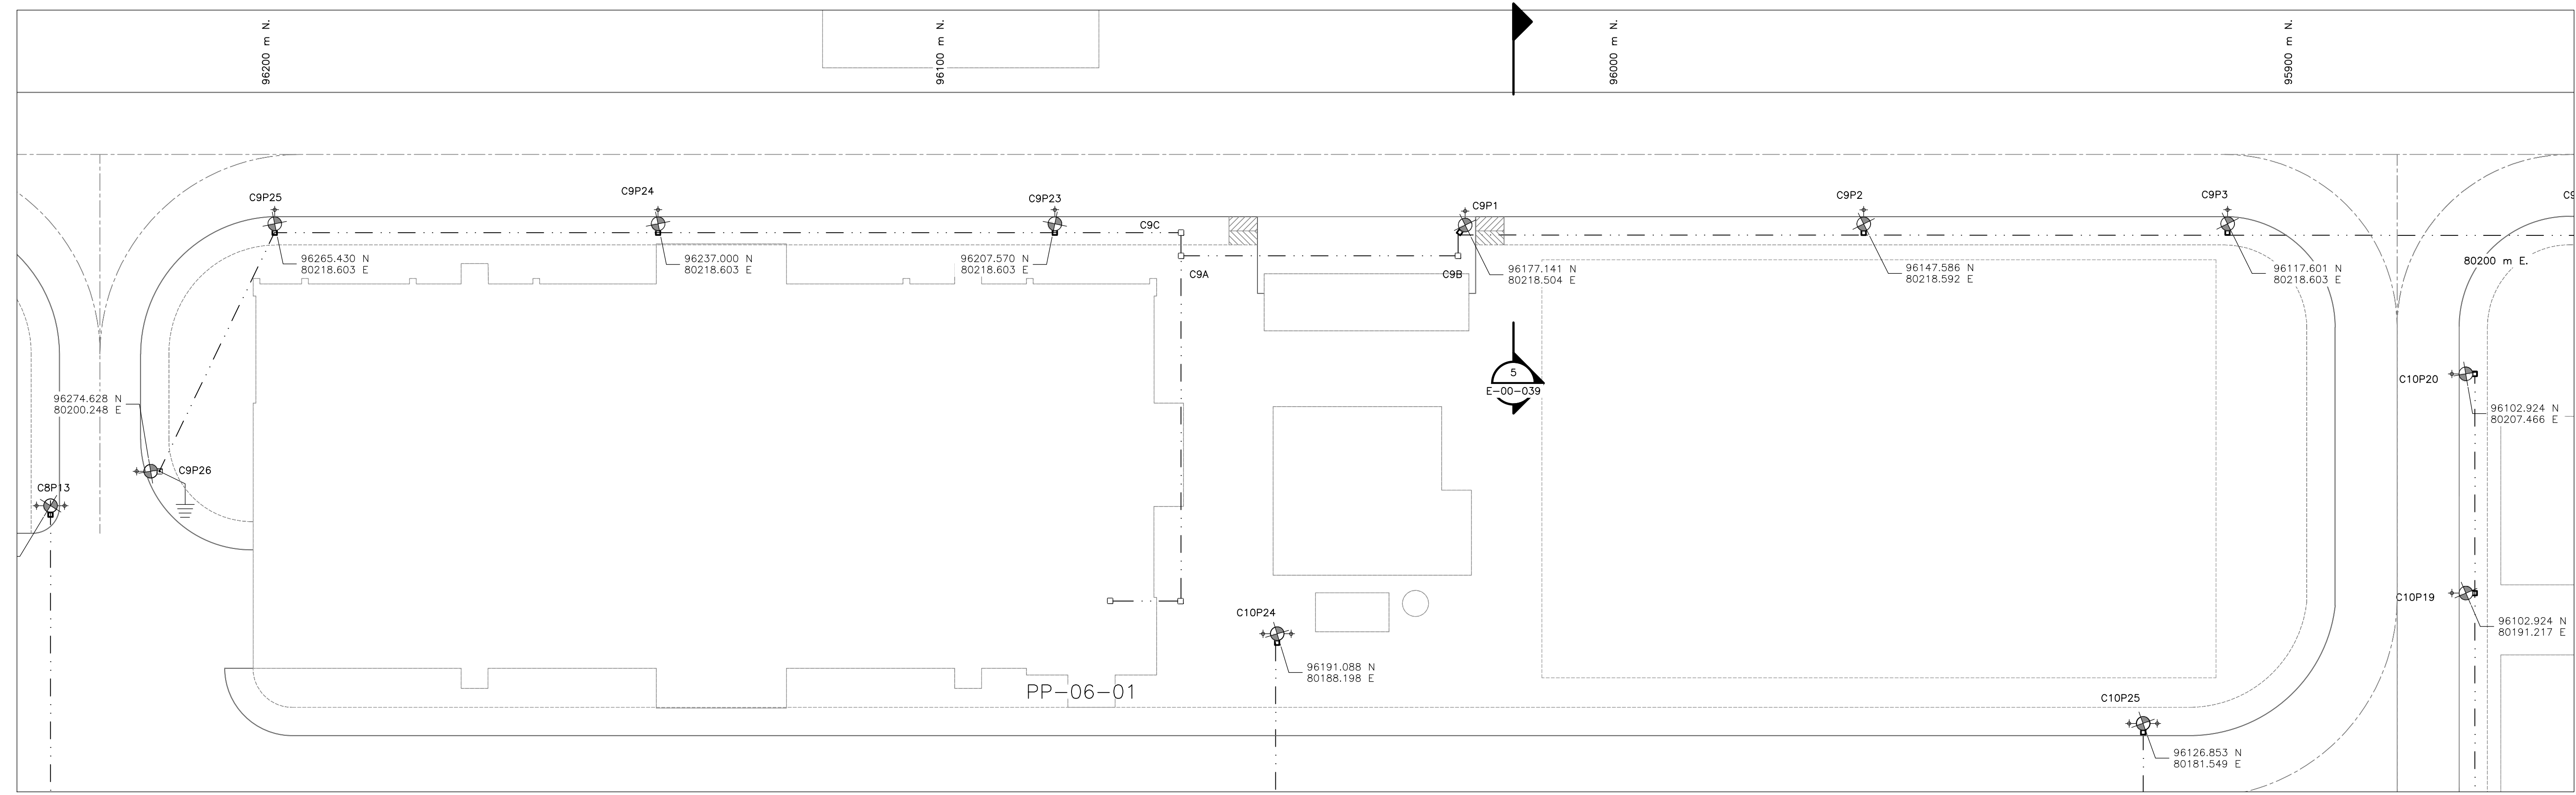 96200 m N.
96100 m N.
96000 m N.
95900 m N.
C9P25
C9P24
C9P23
C9C
C9P1
C9P2
C9P3
96265.430 N
80218.603 E
96237.000 N
80218.603 E
96207.570 N
80218.603 E
C9A
C9B
96177.141 N
80218.504 E
96147.586 N
80218.592 E
96117.601 N
80218.603 E
80200 m E.
5
E-00-039
C10P20
96274.628 N
80200.248 E
96102.924 N
80207.466 E
C9P26
C8P13
C10P24
C10P19
96102.924 N
80191.217 E
96191.088 N
80188.198 E
PP-06-01
C10P25
96126.853 N
80181.549 E